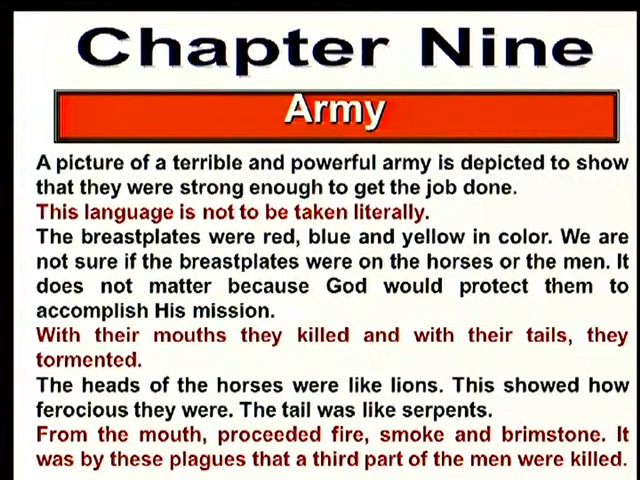 Chapter Nine
Army
A picture of a terrible and powerful army is depicted to show
that they were strong enough to get the job done.
This language is not to be taken literally.
The breastplates were red, blue and yellow in color. We are
not sure if the breastplates were on the horses or the men. It
does not matter because God would protect them to
accomplish His mission.
With their mouths they killed and with their tails, they
tormented.
The heads of the horses were like lions. This showed how
ferocious they were. The tail was like serpents.
From the mouth, proceeded fire, smoke and brimstone. It
was by these plagues that a third part of the men were killed.